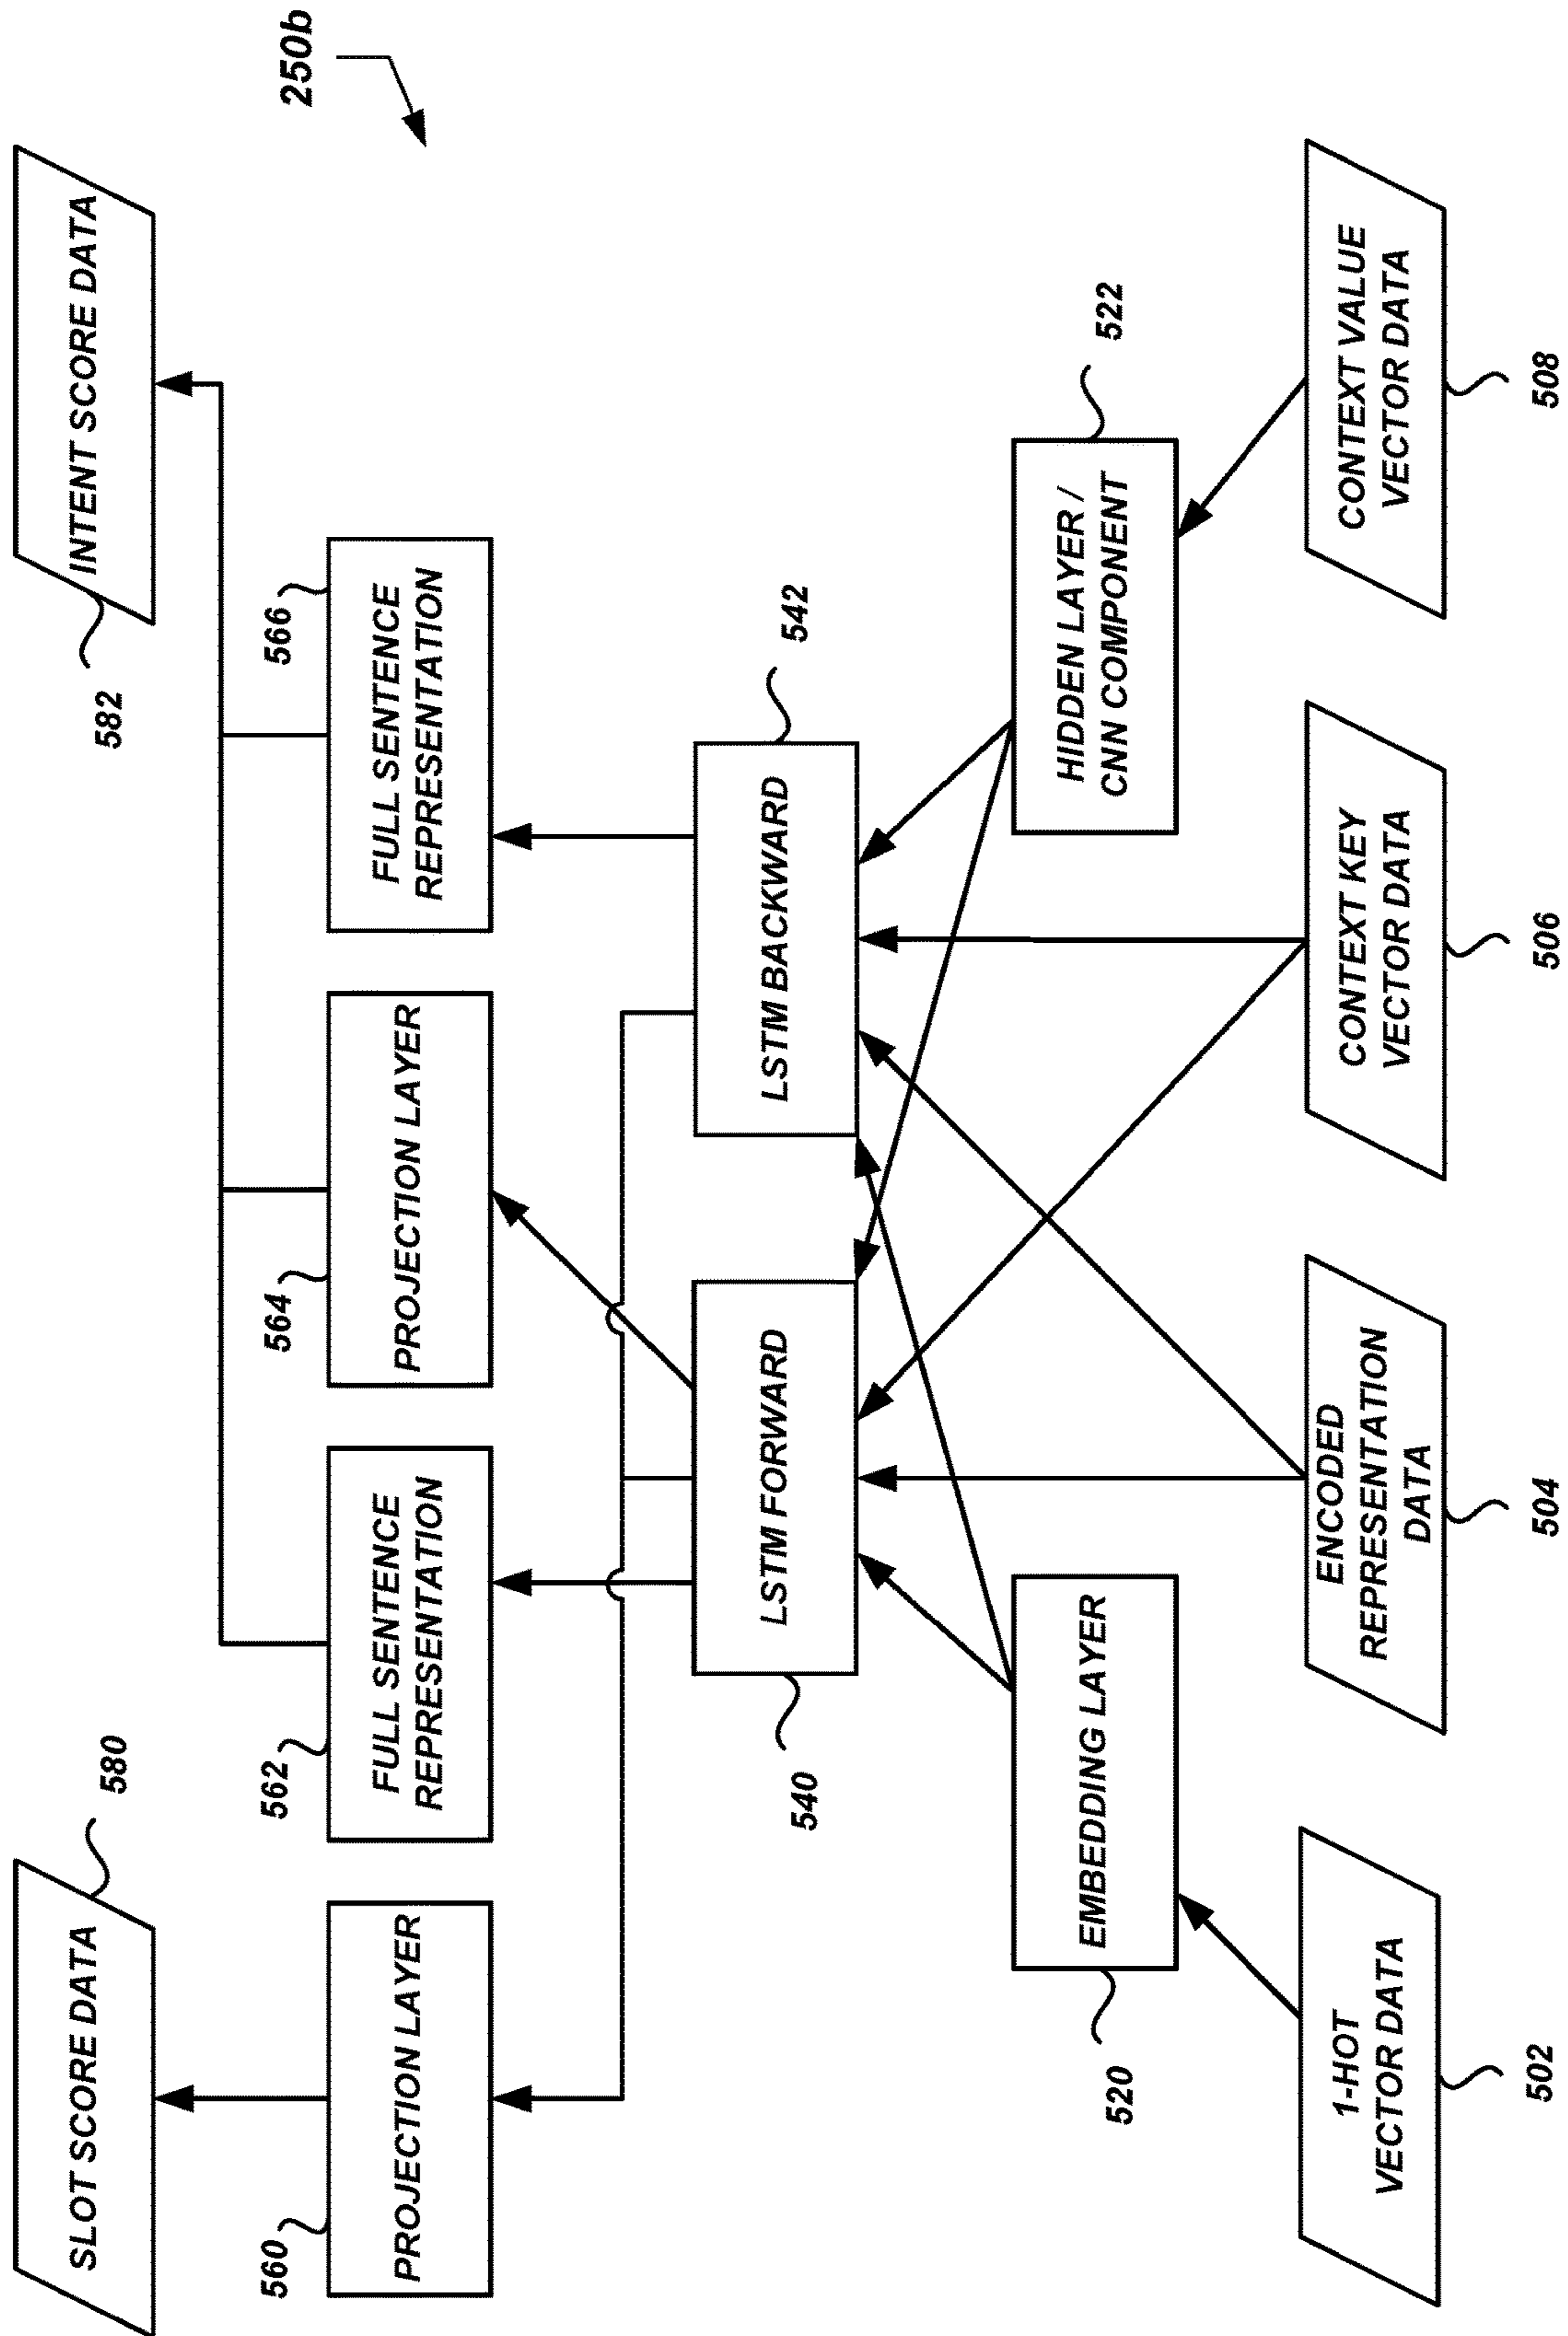 250b
SLOT SCORE DATA
580
INTENT SCORE DATA
582
560
PROJECTION LAYER
562
FULL SENTENCE
REPRESENTATION
564
PROJECTION LAYER
566
FULL SENTENCE
REPRESENTATION
LSTM FORWARD
540
LSTM BACKWARD
542
EMBEDDING LAYER
520
HIDDEN LAYER /
CNN COMPONENT
522
1-HOT
VECTOR DATA
502
ENCODED
REPRESENTATION
DATA
504
CONTEXT KEY
VECTOR DATA
506
CONTEXT VALUE
VECTOR DATA
508